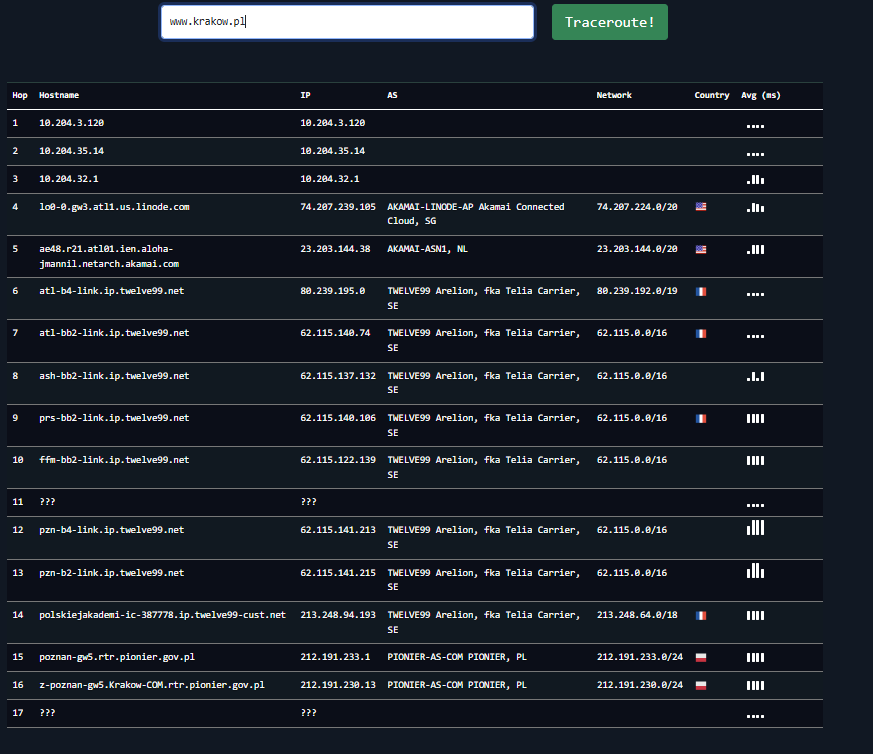 www.krakow.pl Traceroute!
Hop Hostname IP AS Network Country Avg (ms)
1 10.204.3.120 10.204.3.120
2 10.204.35.14 10.204.35.14
3 10.204.32.1 10.204.32.1
4 lo0-0.gw3.atl1.us.linode.com 74.207.239.105 AKAMAI-LINODE-AP Akamai Connected 74.207.224.0/20
Cloud, SG
5 ae48.r21.atl01.ien.aloha- 23.203.144.38 AKAMAI-ASN1, NL 23.203.144.0/20
jmannil.netarch.akamai.com
6 atl-b4-link.ip.twelve99.net 80.239.195.0 TWELVE99 Arelion, fka Telia Carrier, 80.239.192.0/19
SE
7 atl-bb2-link.ip.twelve99.net 62.115.140.74 TWELVE99 Arelion, fka Telia Carrier, 62.115.0.0/16
SE
8 ash-bb2-link.ip.twelve99.net 62.115.137.132 TWELVE99 Arelion, fka Telia Carrier, 62.115.0.0/16
SE
9 prs-bb2-link.ip.twelve99.net 62.115.140.106 TWELVE99 Arelion, fka Telia Carrier, 62.115.0.0/16
SE
10 ffm-bb2-link.ip.twelve99.net 62.115.122.139 TWELVE99 Arelion, fka Telia Carrier, 62.115.0.0/16
SE
11 ??? ???
12 pzn-b4-link.ip.twelve99.net 62.115.141.213 TWELVE99 Arelion, fka Telia Carrier, 62.115.0.0/16
SE
13 pzn-b2-link.ip.twelve99.net 62.115.141.215 TWELVE99 Arelion, fka Telia Carrier, 62.115.0.0/16
SE
14 polskiejakademi-ic-387778.ip.twelve99-cust.net 213.248.94.193 TWELVE99 Arelion, fka Telia Carrier, 213.248.64.0/18
SE
15 poznan-gw5.rtr.pionier.gov.pl 212.191.233.1 PIONIER-AS-COM PIONIER, PL 212.191.233.0/24
16 z-poznan-gw5.Krakow-COM.rtr.pionier.gov.pl 212.191.230.13 PIONIER-AS-COM PIONIER, PL 212.191.230.0/24
17 ??? ???